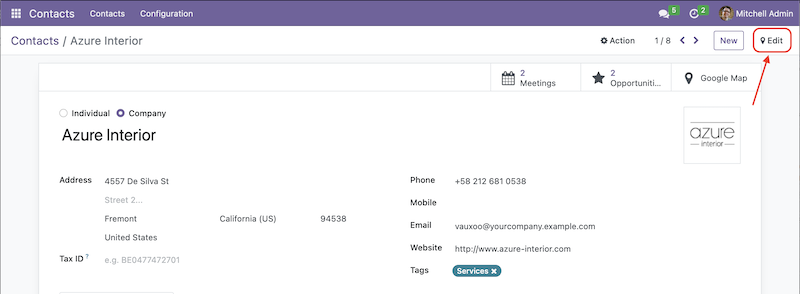 Contacts Contacts Configuration 5 2 Mitchell Admin
Contacts / Azure Interior Action 1 / 8 New Edit
2 Meetings 2 Opportuniti... Google Map
Individual Company
Azure Interior
azure
interior
Address 4557 De Silva St
Street 2...
Fremont California (US) 94538
United States
Tax ID ? e.g. BE0477472701
Phone +58 212 681 0538
Mobile
Email vauxoo@yourcompany.example.com
Website http://www.azure-interior.com
Tags Services ×